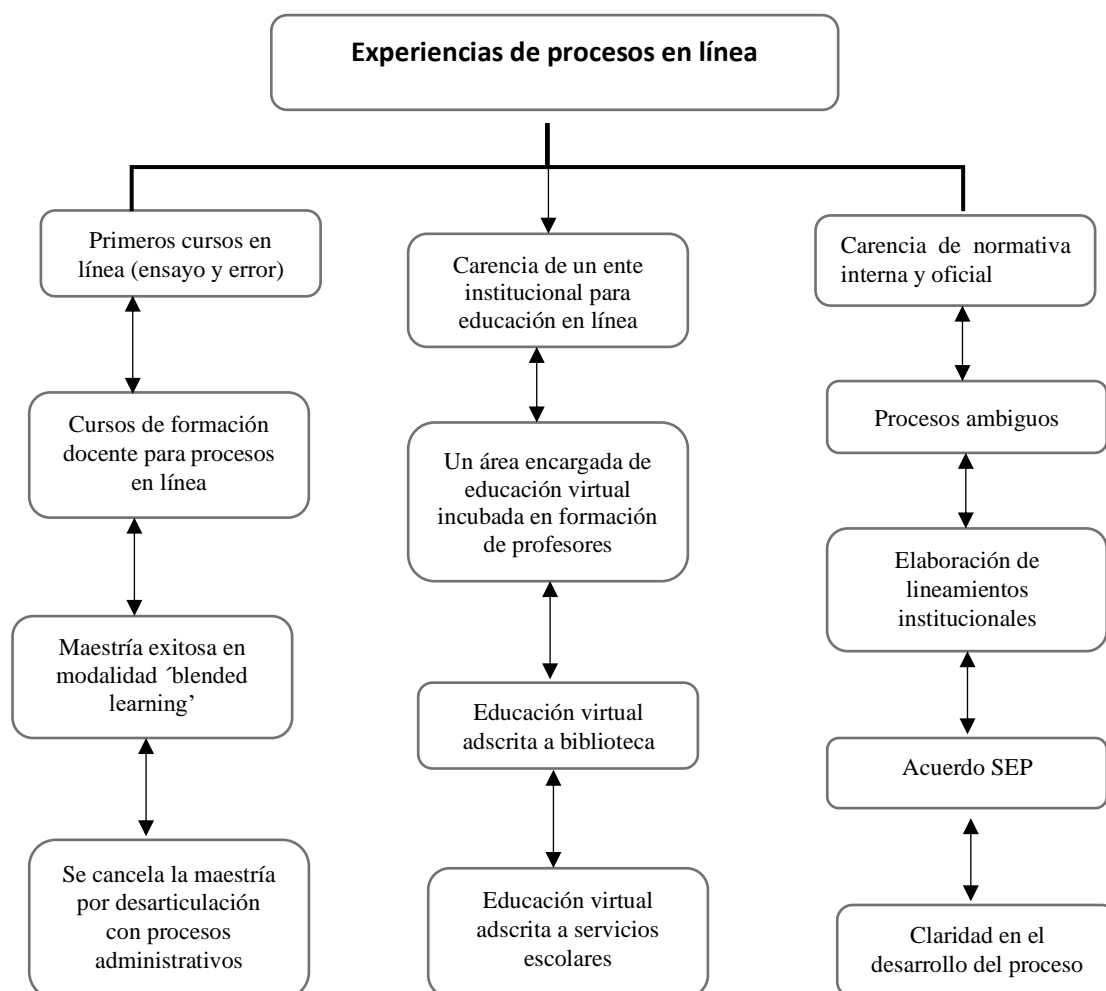 Experiencias de procesos en línea
Primeros cursos en
línea (ensayo y error)
Cursos de formación
docente para procesos
en línea
Maestría exitosa en
modalidad ´blended
learning’
Se cancela la maestría
por desarticulación
con procesos
administrativos
Carencia de un ente
institucional para
educación en línea
Un área encargada de
educación virtual
incubada en formación
de profesores
Educación virtual
adscrita a biblioteca
Educación virtual
adscrita a servicios
escolares
Carencia de normativa
interna y oficial
Procesos ambiguos
Elaboración de
lineamientos
institucionales
Acuerdo SEP
Claridad en el
desarrollo del proceso